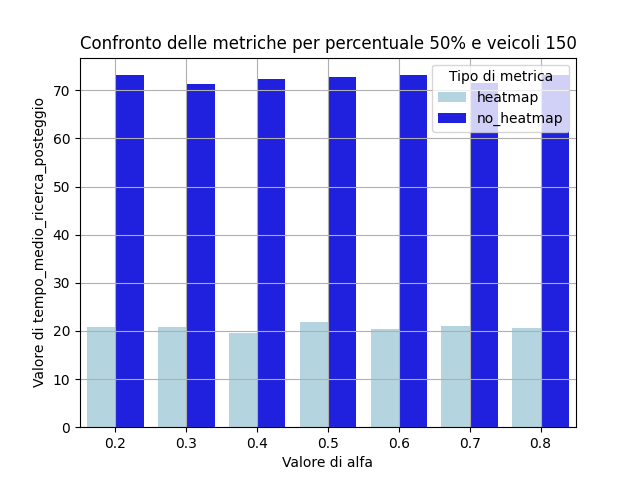 Confronto delle metriche per percentuale 50% e veicoli 150
Valore di tempo_medio_ricerca_posteggio
70
60
50
40
30
20
10
0
Tipo di metrica
heatmap
no_heatmap
0.2 0.3 0.4 0.5 0.6 0.7 0.8
Valore di alfa